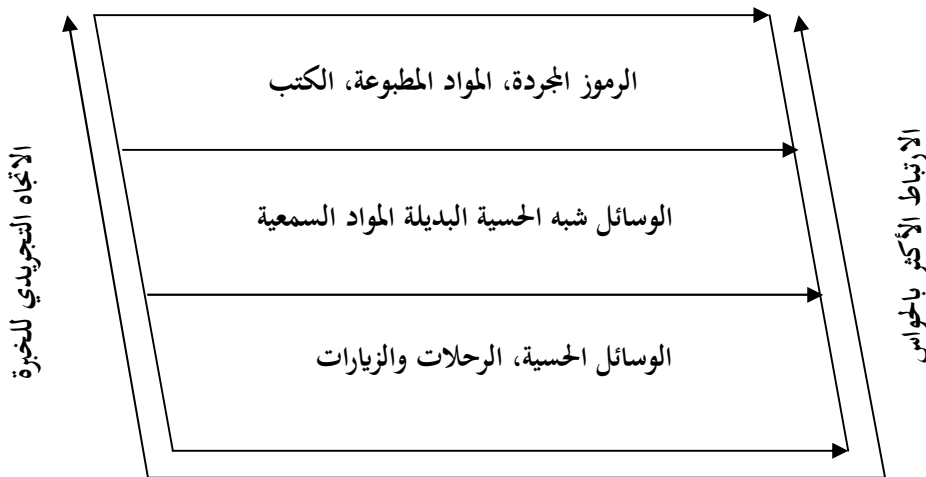 الرموز المجردة، المواد المطبوعة، الكتب
الوسائل شبه الحسية البديلة المواد السمعية
الوسائل الحسية، الرحلات والزيارات
الارتباط الأكثر بالحواس
الاتجاه التجريدي للخبرة